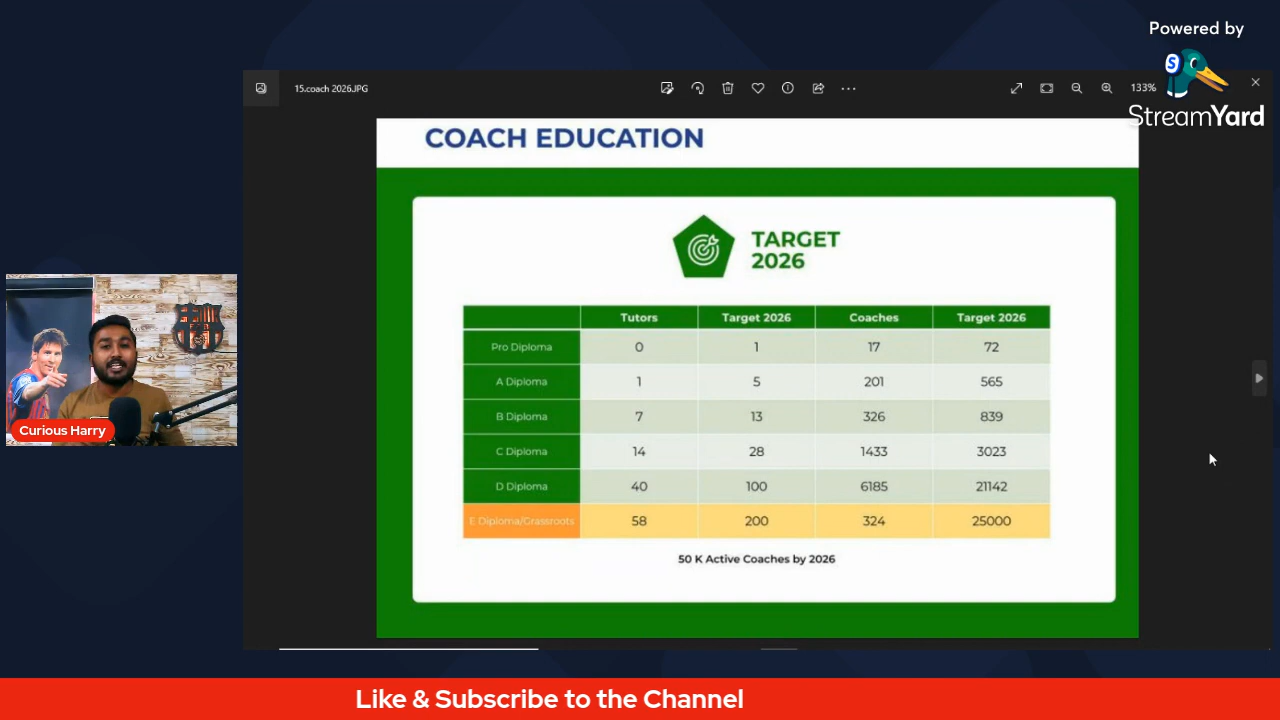 Powered by
StreamYard
15.coach 2026.JPG
133%
COACH EDUCATION
TARGET
2026
Tutors Target 2026 Coaches Target 2026
Pro Diploma 0 1 17 72
A Diploma 1 5 201 565
B Diploma 7 13 326 839
C Diploma 14 28 1433 3023
D Diploma 40 100 6185 21142
E Diploma/Grassroots 58 200 324 25000
50 K Active Coaches by 2026
Curious Harry
Like & Subscribe to the Channel